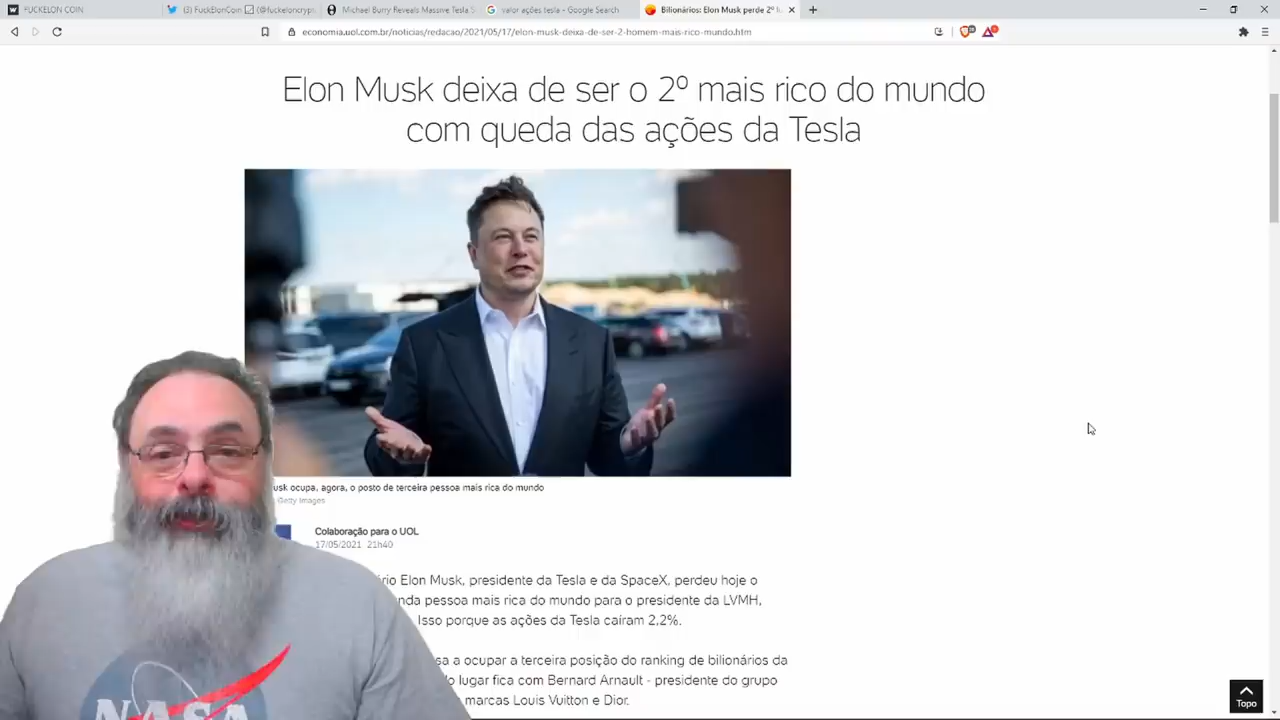 FUCKELON COIN
(3) FuckElonCoin
(@fuckeloncryp
Michael Burry Reveals Massive Tesla S
valor ações tesla - Google Search
Bilionários: Elon Musk perde 2º l
economia.uol.com.br/noticias/redacao/2021/05/17/elon-musk-deixa-de-ser-2-homem-mais-rico-mundo.htm
Elon Musk deixa de ser o 2º mais rico do mundo
com queda das ações da Tesla
usk ocupa, agora, o posto de terceira pessoa mais rica do mundo
Getty Images
Colaboração para o UOL
17/05/2021 21h40
rio Elon Musk, presidente da Tesla e da SpaceX, perdeu hoje o
nda pessoa mais rica do mundo para o presidente da LVMH,
Isso porque as ações da Tesla caíram 2,2%.
sa a ocupar a terceira posição do ranking de bilionários da
o lugar fica com Bernard Arnault - presidente do grupo
marcas Louis Vuitton e Dior.
NASA
Topo